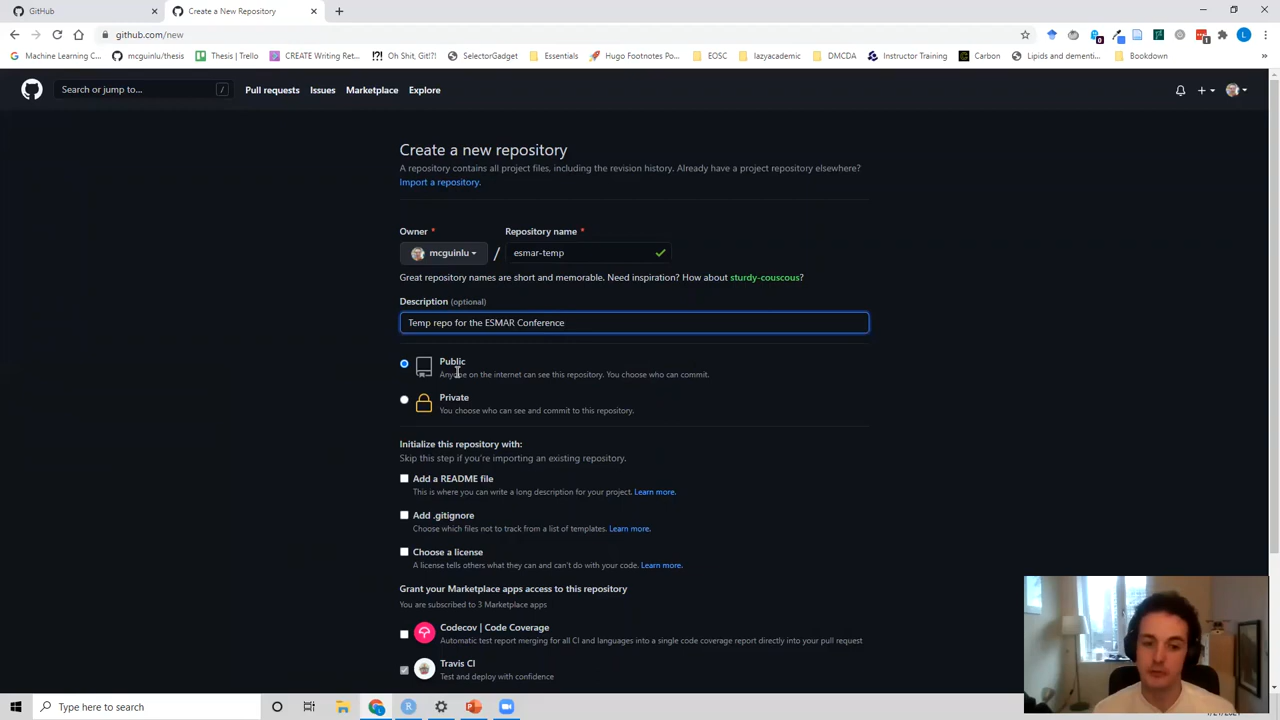 GitHub
Create a New Repository
github.com/new
Machine Learning C...
mcguinlu/thesis
Thesis | Trello
CREATE Writing Ret...
?! Oh Shit, Git!?!
SelectorGadget
Essentials
Hugo Footnotes Po...
EOSC
lazyacademic
DMCDA
Instructor Training
Carbon
Lipids and dementi...
Bookdown
Search or jump to...
/
Pull requests
Issues
Marketplace
Explore
Create a new repository
A repository contains all project files, including the revision history. Already have a project repository elsewhere?
Import a repository.
Owner *
Repository name *
mcguinlu
/
esmar-temp
Great repository names are short and memorable. Need inspiration? How about sturdy-couscous?
Description (optional)
Temp repo for the ESMAR Conference
Public
Anyone on the internet can see this repository. You choose who can commit.
Private
You choose who can see and commit to this repository.
Initialize this repository with:
Skip this step if you're importing an existing repository.
Add a README file
This is where you can write a long description for your project. Learn more.
Add .gitignore
Choose which files not to track from a list of templates. Learn more.
Choose a license
A license tells others what they can and can't do with your code. Learn more.
Grant your Marketplace apps access to this repository
You are subscribed to 3 Marketplace apps
Codecov | Code Coverage
Automatic test report merging for all CI and languages into a single code coverage report directly into your pull request
Travis CI
Test and deploy with confidence
Type here to search